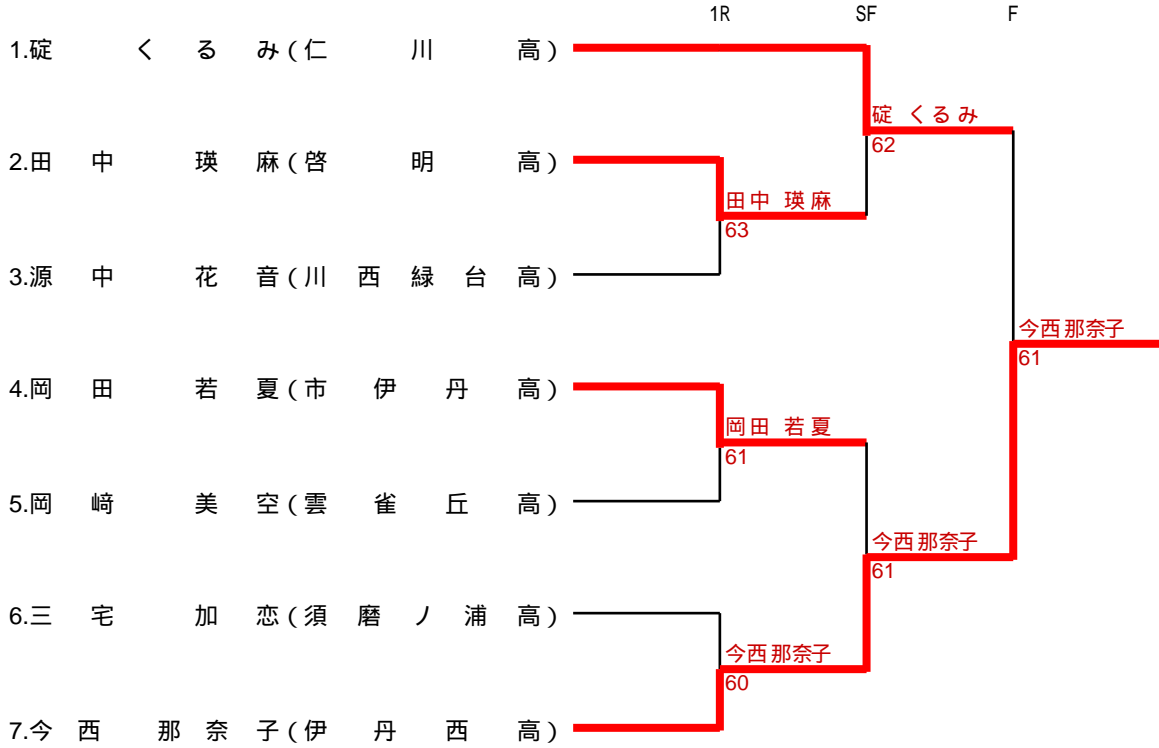 1R SF F
1.碇 くるみ(仁川高)
碇 くるみ
62
2.田中 瑛麻(啓明高)
田中 瑛麻
63
3.源中 花音(川西緑台高)
今西那奈子
61
4.岡田 若夏(市伊丹高)
岡田 若夏
61
5.岡﨑 美空(雲雀丘高)
今西那奈子
61
6.三宅 加恋(須磨ノ浦高)
今西那奈子
60
7.今西 那奈子(伊丹西高)